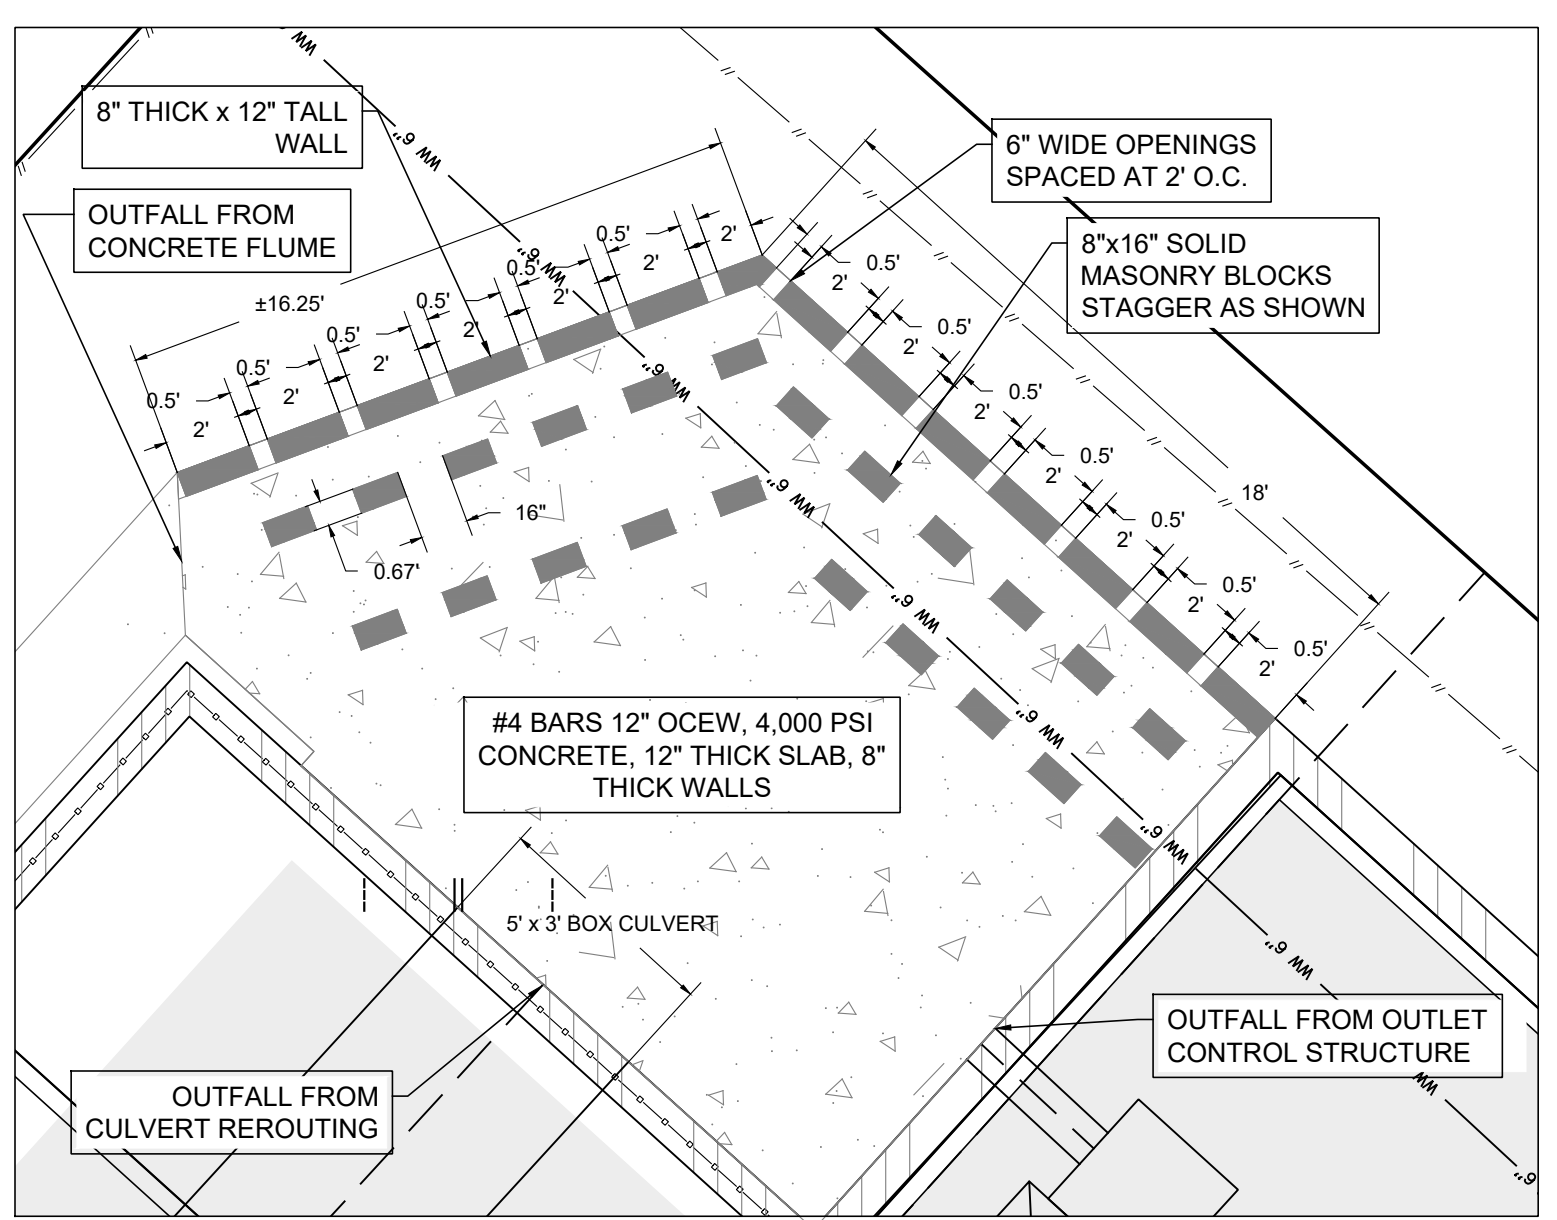 8" THICK x 12" TALL
WALL
OUTFALL FROM
CONCRETE FLUME
6" WIDE OPENINGS
SPACED AT 2' O.C.
8"x16" SOLID
MASONRY BLOCKS
STAGGER AS SHOWN
WW
WW 6"
WW 6"
WW 6"
WW 6"
WW 6"
WW 6"
WW 6"
WW 6"
WW
6"
±16.25'
0.5'
2'
0.5'
2'
0.5'
2'
0.5'
2'
0.5'
2'
0.5'
2'
2'
0.5'
2'
0.5'
2'
0.5'
2'
0.5'
2'
0.5'
2'
0.5'
2'
0.5'
2'
18'
16"
0.67'
#4 BARS 12" OCEW, 4,000 PSI
CONCRETE, 12" THICK SLAB, 8"
THICK WALLS
5' x 3' BOX CULVERT
OUTFALL FROM OUTLET
CONTROL STRUCTURE
OUTFALL FROM
CULVERT REROUTING